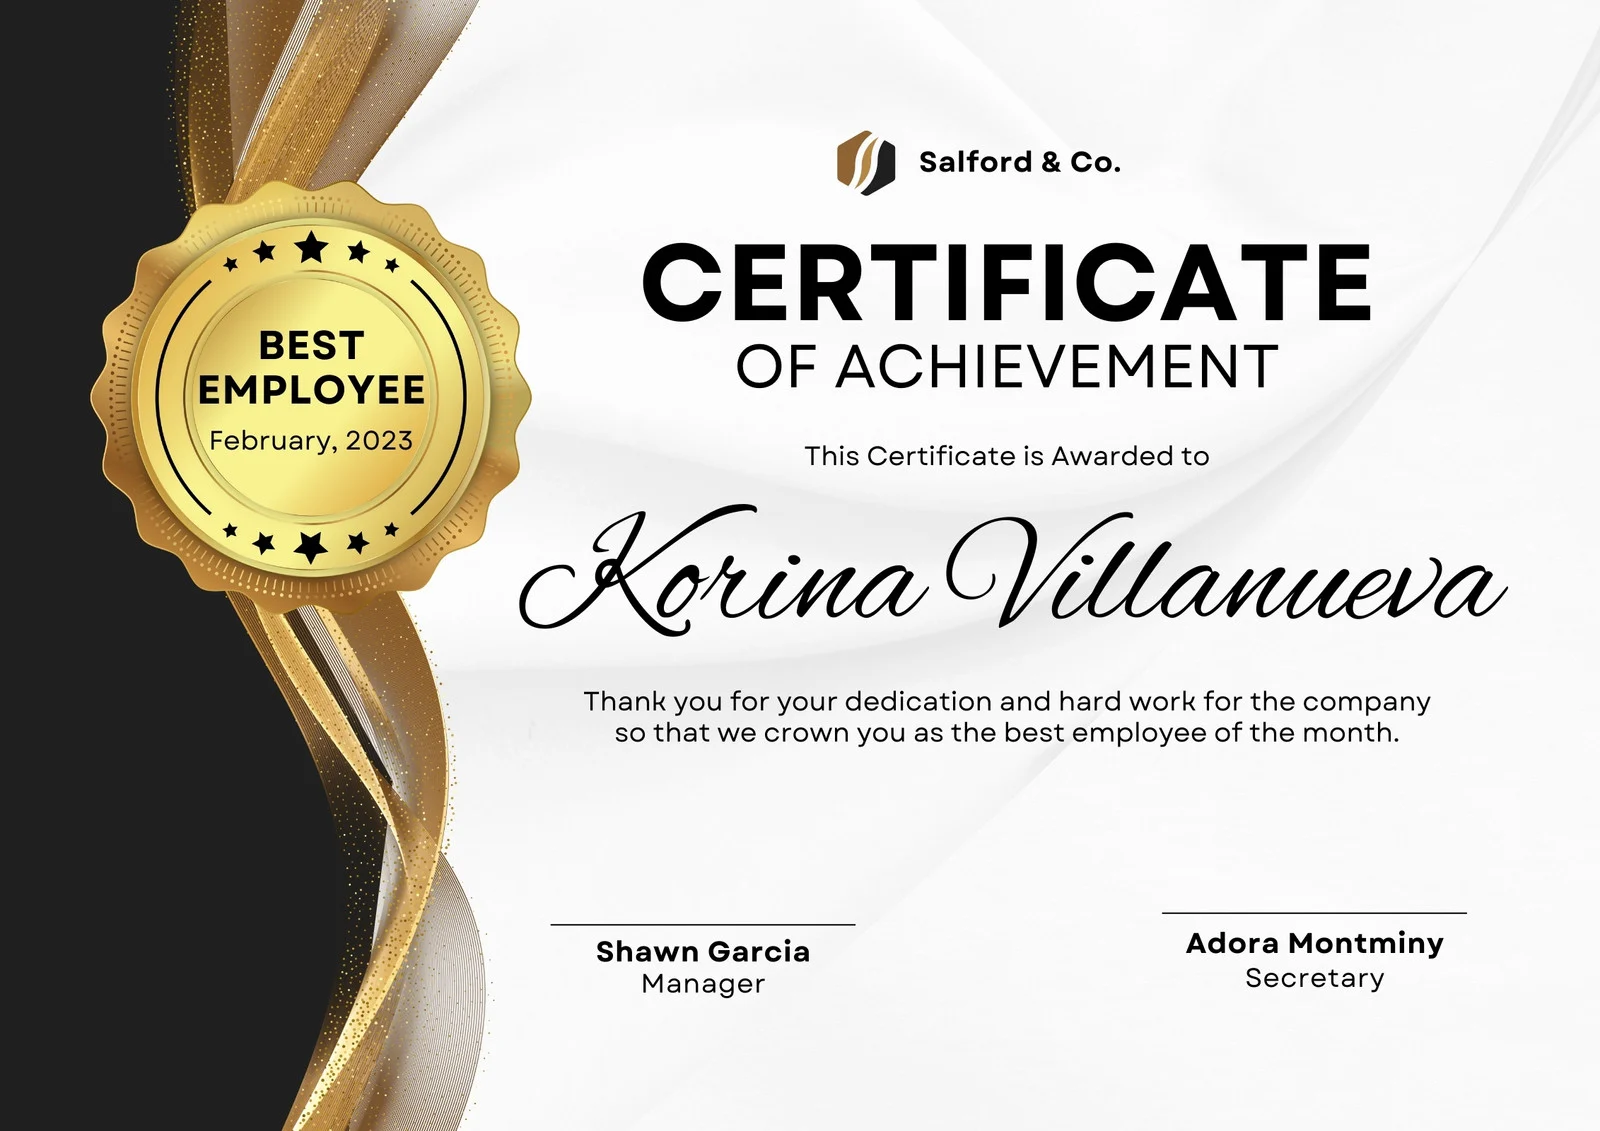 Salford & Co.
CERTIFICATE
OF ACHIEVEMENT
BEST
EMPLOYEE
February, 2023
This Certificate is Awarded to
Korina Villanueva
Thank you for your dedication and hard work for the company
so that we crown you as the best employee of the month.
Shawn Garcia
Manager
Adora Montminy
Secretary